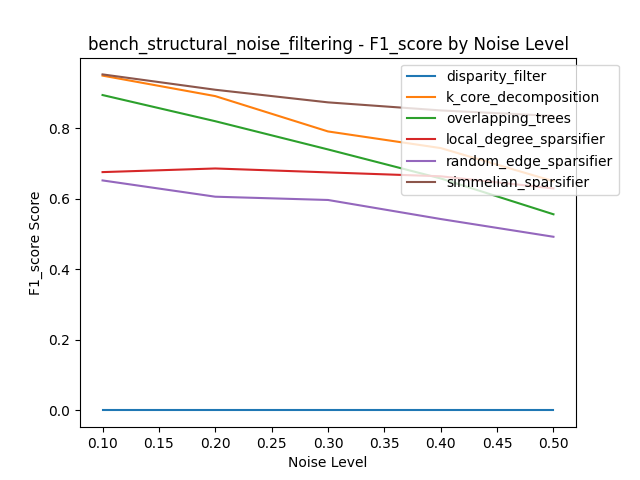 bench_structural_noise_filtering - F1_score by Noise Level
disparity_filter
k_core_decomposition
overlapping_trees
local_degree_sparsifier
random_edge_sparsifier
simmelian_sparsifier
F1_score Score
0.8
0.6
0.4
0.2
0.0
0.10 0.15 0.20 0.25 0.30 0.35 0.40 0.45 0.50
Noise Level